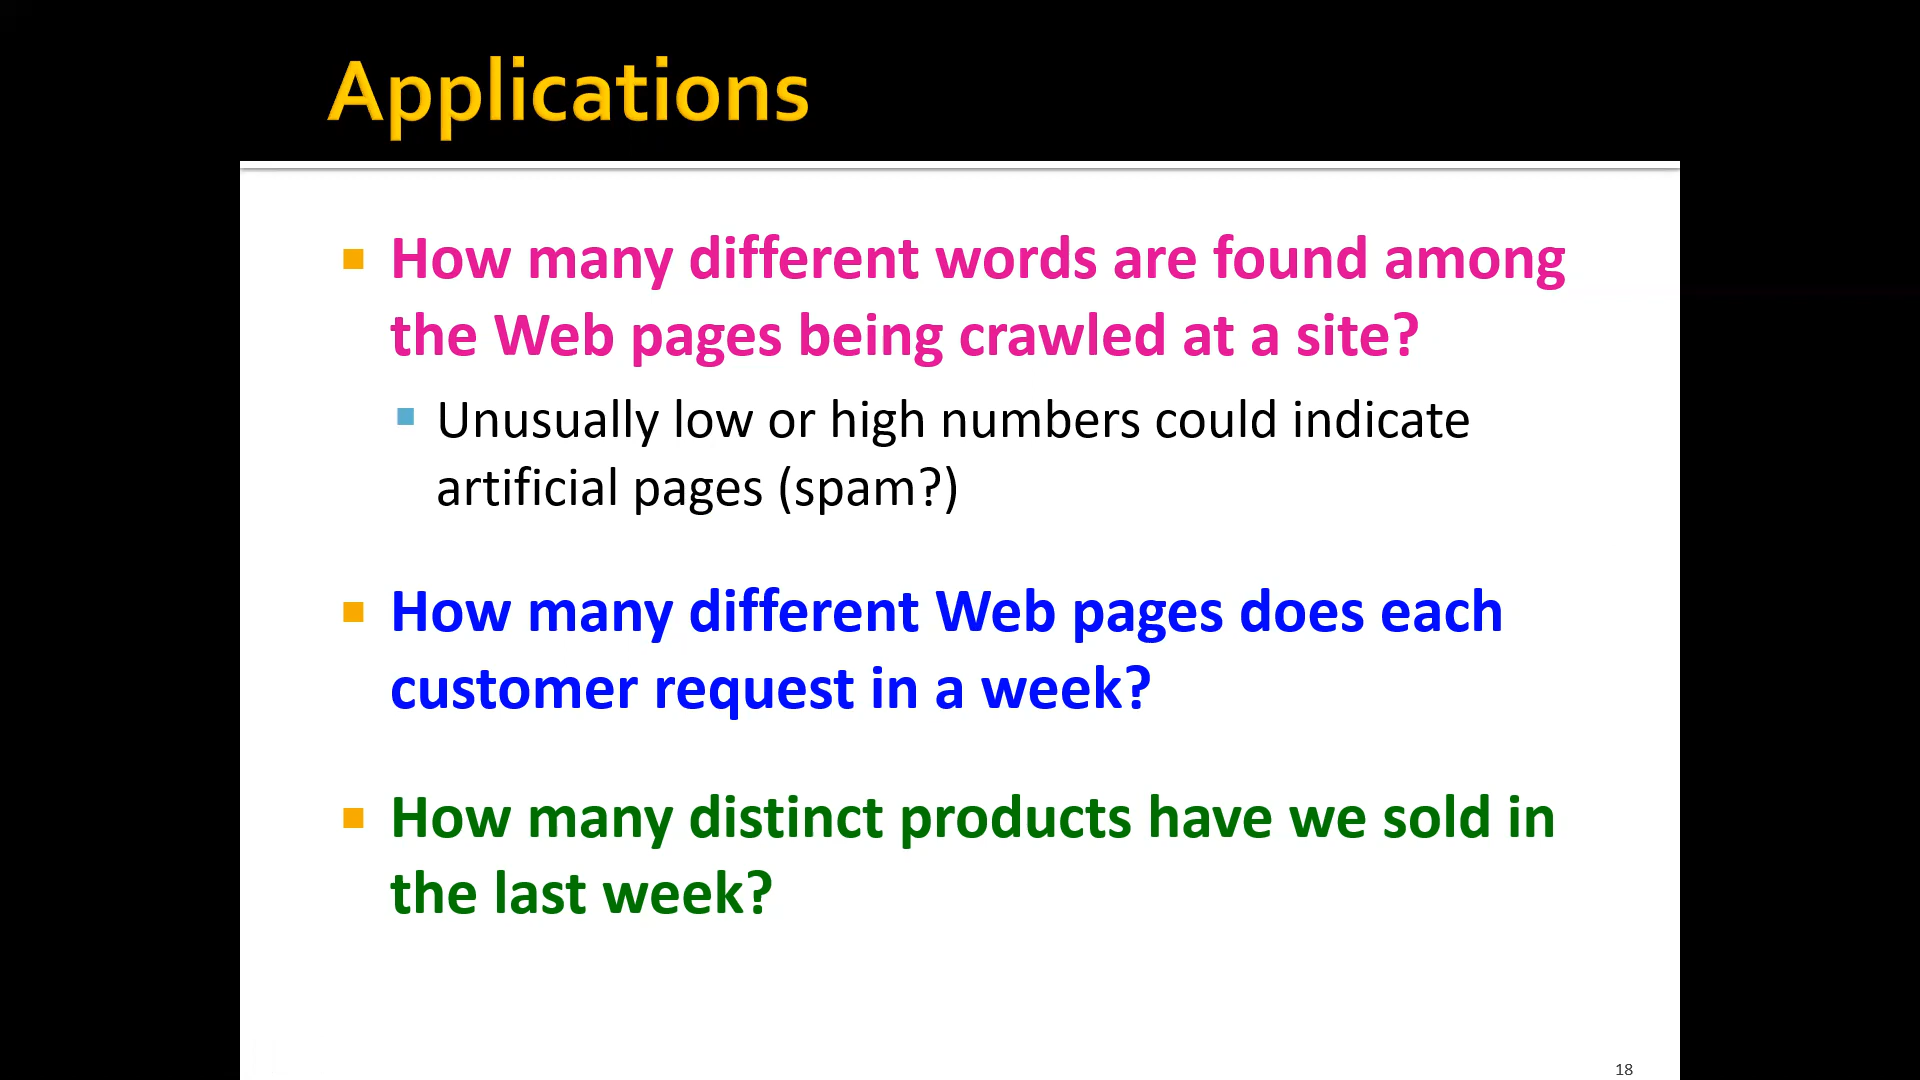 Applications
How many different words are found among
the Web pages being crawled at a site?
Unusually low or high numbers could indicate
artificial pages (spam?)
How many different Web pages does each
customer request in a week?
How many distinct products have we sold in
the last week?
18